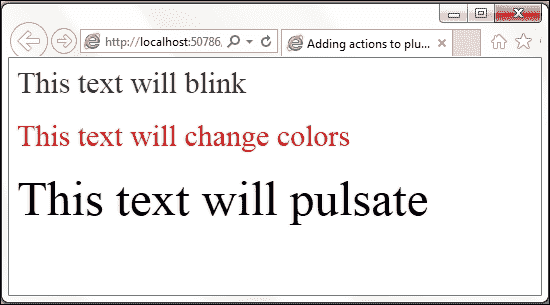 http://localhost:50786
Adding actions to plu...
This text will blink
This text will change colors
This text will pulsate